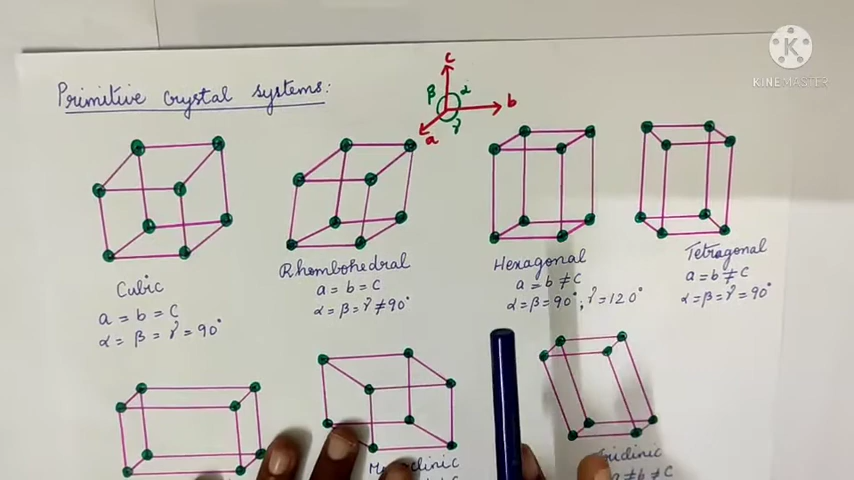 Primitive crystal systems:
c
β α
b
a γ
K
KINEMASTER
Cubic
a = b = c
α = β = γ = 90°
Rhombohedral
a = b = c
α = β = γ ≠ 90°
Hexagonal
a = b ≠ c
α = β = 90°; γ = 120°
Tetragonal
a = b ≠ c
α = β = γ = 90°